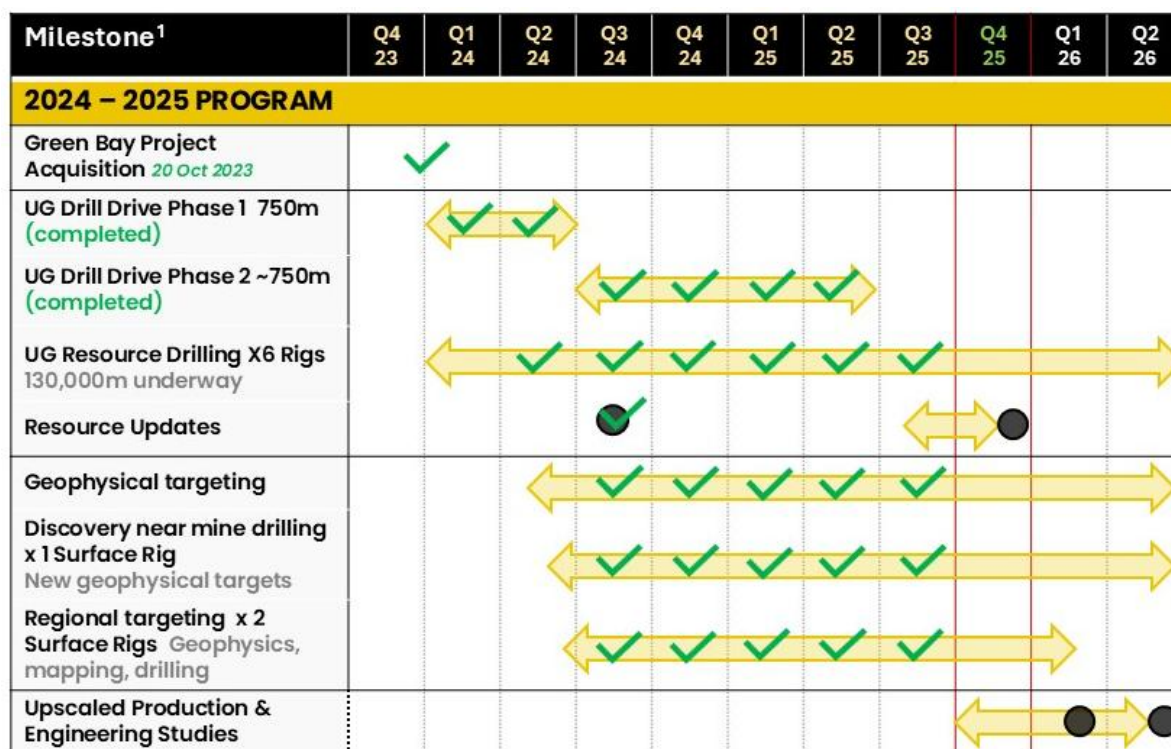 Milestone¹
Q4 23
Q1 24
Q2 24
Q3 24
Q4 24
Q1 25
Q2 25
Q3 25
Q4 25
Q1 26
Q2 26
2024 – 2025 PROGRAM
Green Bay Project
Acquisition 20 Oct 2023
UG Drill Drive Phase 1 750m
(completed)
UG Drill Drive Phase 2 ~750m
(completed)
UG Resource Drilling X6 Rigs
130,000m underway
Resource Updates
Geophysical targeting
Discovery near mine drilling
x 1 Surface Rig
New geophysical targets
Regional targeting x 2
Surface Rigs Geophysics,
mapping, drilling
Upscaled Production &
Engineering Studies